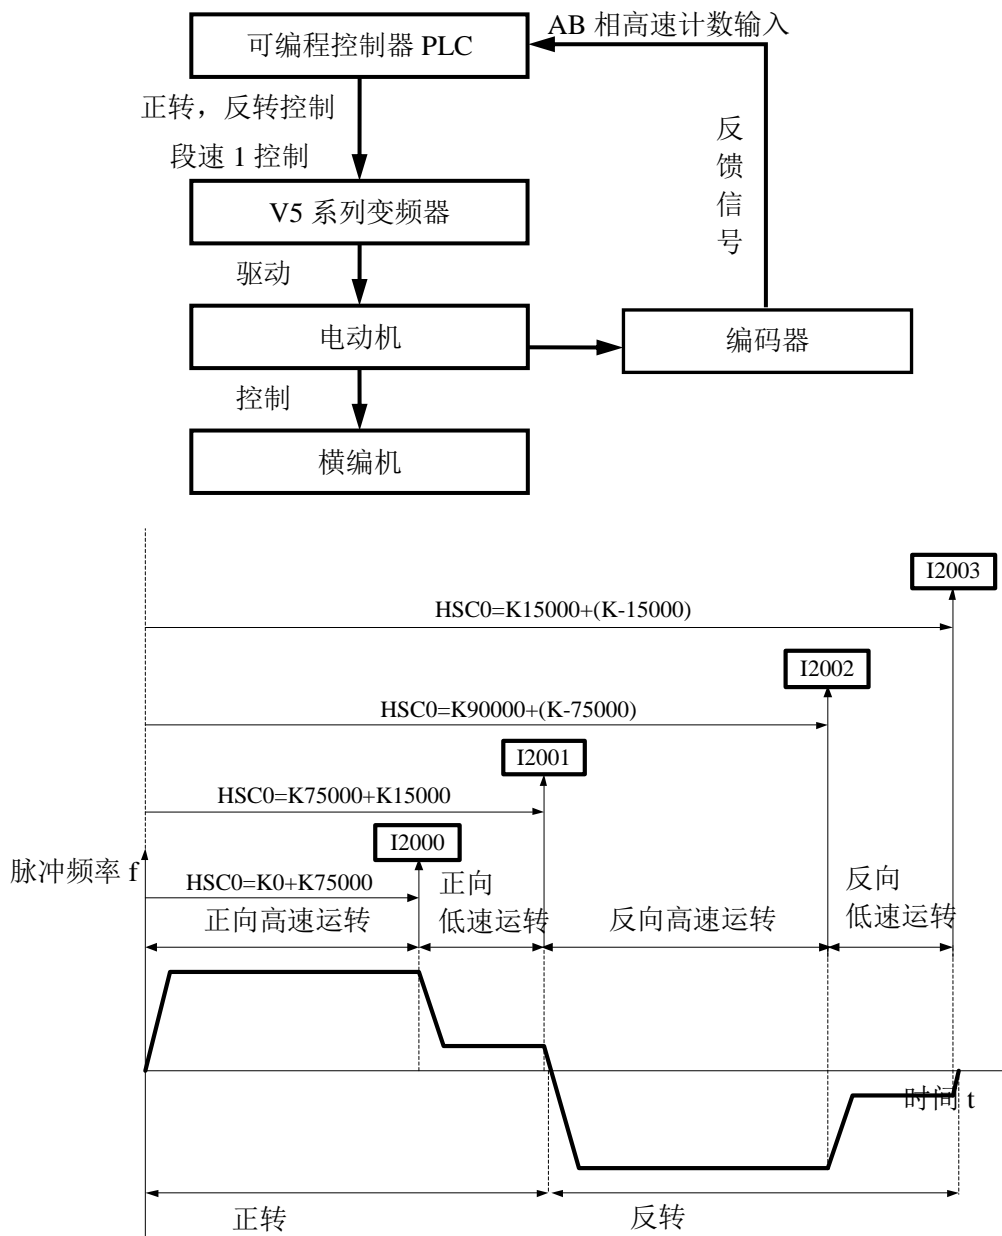 AB 相高速计数输入
可编程控制器 PLC
正转，反转控制
段速 1 控制
反
馈
信
号
V5 系列变频器
驱动
电动机
编码器
控制
横编机
I2003
HSC0=K15000+(K-15000)
I2002
HSC0=K90000+(K-75000)
I2001
HSC0=K75000+K15000
I2000
脉冲频率 f
HSC0=K0+K75000
正向高速运转
正向
低速运转
反向高速运转
反向
低速运转
时间 t
正转
反转